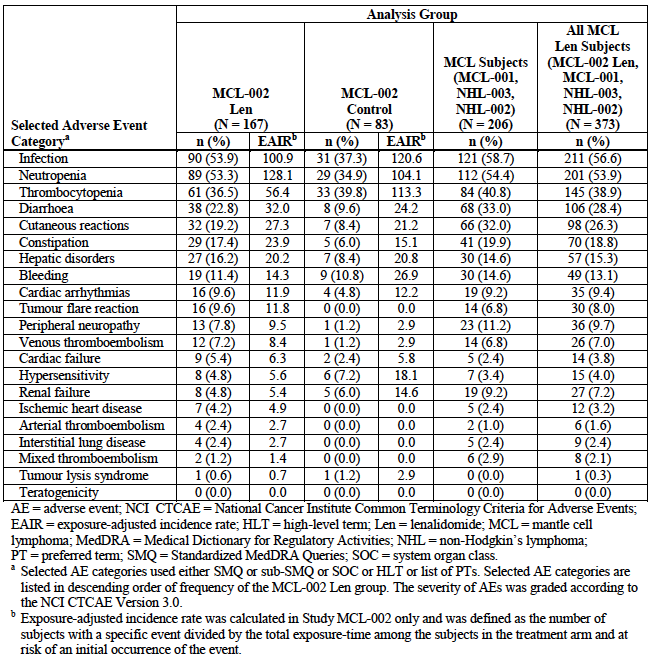 Analysis Group
Selected Adverse Event Category^a
MCL-002
Len
(N = 167)
MCL-002
Control
(N = 83)
MCL Subjects
(MCL-001,
NHL-003,
NHL-002)
(N = 206)
All MCL
Len Subjects
(MCL-002 Len,
MCL-001,
NHL-003,
NHL-002)
(N = 373)
n (%) EAIR^b n (%) EAIR^b n (%) n (%)
Infection 90 (53.9) 100.9 31 (37.3) 120.6 121 (58.7) 211 (56.6)
Neutropenia 89 (53.3) 128.1 29 (34.9) 104.1 112 (54.4) 201 (53.9)
Thrombocytopenia 61 (36.5) 56.4 33 (39.8) 113.3 84 (40.8) 145 (38.9)
Diarrhoea 38 (22.8) 32.0 8 (9.6) 24.2 68 (33.0) 106 (28.4)
Cutaneous reactions 32 (19.2) 27.3 7 (8.4) 21.2 66 (32.0) 98 (26.3)
Constipation 29 (17.4) 23.9 5 (6.0) 15.1 41 (19.9) 70 (18.8)
Hepatic disorders 27 (16.2) 20.2 7 (8.4) 20.8 30 (14.6) 57 (15.3)
Bleeding 19 (11.4) 14.3 9 (10.8) 26.9 30 (14.6) 49 (13.1)
Cardiac arrhythmias 16 (9.6) 11.9 4 (4.8) 12.2 19 (9.2) 35 (9.4)
Tumour flare reaction 16 (9.6) 11.8 0 (0.0) 0.0 14 (6.8) 30 (8.0)
Peripheral neuropathy 13 (7.8) 9.5 1 (1.2) 2.9 23 (11.2) 36 (9.7)
Venous thromboembolism 12 (7.2) 8.4 1 (1.2) 2.9 14 (6.8) 26 (7.0)
Cardiac failure 9 (5.4) 6.3 2 (2.4) 5.8 5 (2.4) 14 (3.8)
Hypersensitivity 8 (4.8) 5.6 6 (7.2) 18.1 7 (3.4) 15 (4.0)
Renal failure 8 (4.8) 5.4 5 (6.0) 14.6 19 (9.2) 27 (7.2)
Ischemic heart disease 7 (4.2) 4.9 0 (0.0) 0.0 5 (2.4) 12 (3.2)
Arterial thromboembolism 4 (2.4) 2.7 0 (0.0) 0.0 2 (1.0) 6 (1.6)
Interstitial lung disease 4 (2.4) 2.7 0 (0.0) 0.0 5 (2.4) 9 (2.4)
Mixed thromboembolism 2 (1.2) 1.4 0 (0.0) 0.0 6 (2.9) 8 (2.1)
Tumour lysis syndrome 1 (0.6) 0.7 1 (1.2) 2.9 0 (0.0) 1 (0.3)
Teratogenicity 0 (0.0) 0.0 0 (0.0) 0.0 0 (0.0) 0 (0.0)
AE = adverse event; NCI CTCAE = National Cancer Institute Common Terminology Criteria for Adverse Events;
EAIR = exposure-adjusted incidence rate; HLT = high-level term; Len = lenalidomide; MCL = mantle cell
lymphoma; MedDRA = Medical Dictionary for Regulatory Activities; NHL = non-Hodgkin's lymphoma;
PT = preferred term; SMQ = Standardized MedDRA Queries; SOC = system organ class.
^a Selected AE categories used either SMQ or sub-SMQ or SOC or HLT or list of PTs. Selected AE categories are
listed in descending order of frequency of the MCL-002 Len group. The severity of AEs was graded according to
the NCI CTCAE Version 3.0.
^b Exposure-adjusted incidence rate was calculated in Study MCL-002 only and was defined as the number of
subjects with a specific event divided by the total exposure-time among the subjects in the treatment arm and at
risk of an initial occurrence of the event.